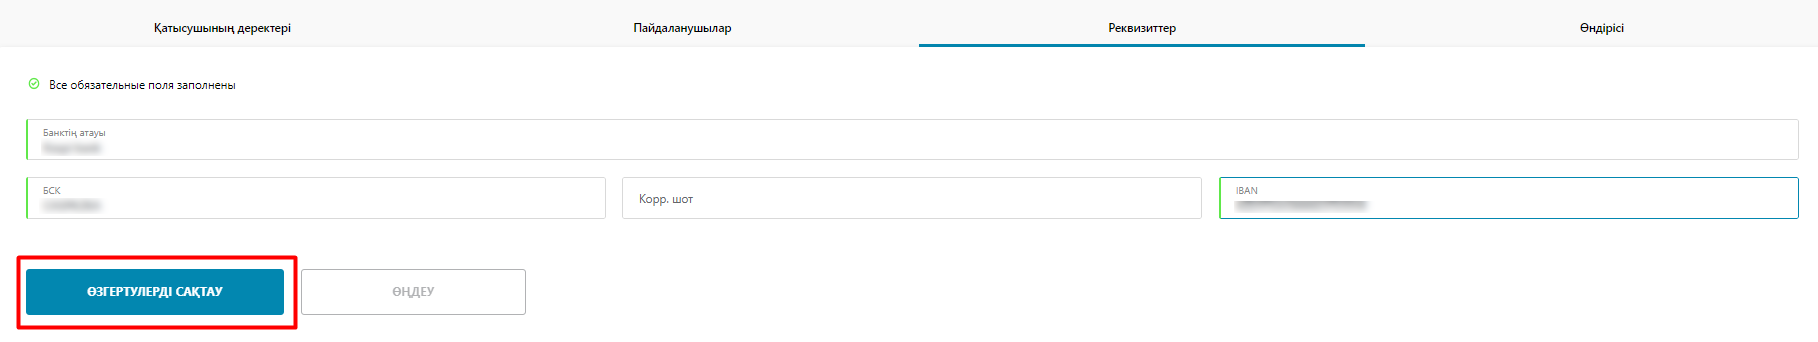 Қатысушының деректері Пайдаланушылар Реквизиттер Өндірісі
Все обязательные поля заполнены
Банктің атауы
БСК Корр. шот IBAN
ӨЗГЕРТУЛЕРДІ САҚТАУ ӨҢДЕУ